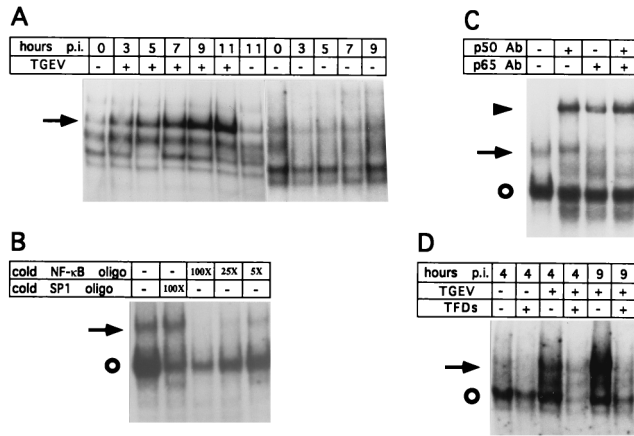 A
hours p.i. 0 3 5 7 9 11 11 0 3 5 7 9
TGEV - + + + + + - - - - - -
B
cold NF-κB oligo - - 100X 25X 5X
cold SP1 oligo - 100X - - -
C
p50 Ab - + - +
p65 Ab - - + +
D
hours p.i. 4 4 4 4 9 9
TGEV - - + + + +
TFDs - + - + - +